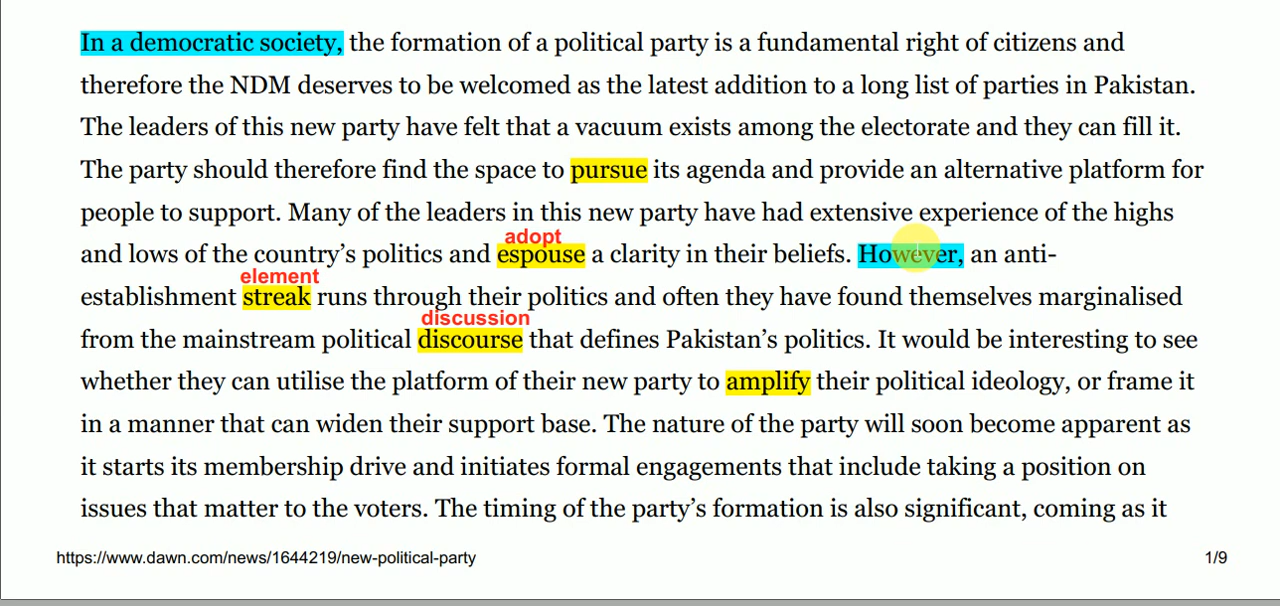 In a democratic society, the formation of a political party is a fundamental right of citizens and
therefore the NDM deserves to be welcomed as the latest addition to a long list of parties in Pakistan.
The leaders of this new party have felt that a vacuum exists among the electorate and they can fill it.
The party should therefore find the space to pursue its agenda and provide an alternative platform for
people to support. Many of the leaders in this new party have had extensive experience of the highs
adopt
and lows of the country’s politics and espouse a clarity in their beliefs. However, an anti-
element
establishment streak runs through their politics and often they have found themselves marginalised
discussion
from the mainstream political discourse that defines Pakistan’s politics. It would be interesting to see
whether they can utilise the platform of their new party to amplify their political ideology, or frame it
in a manner that can widen their support base. The nature of the party will soon become apparent as
it starts its membership drive and initiates formal engagements that include taking a position on
issues that matter to the voters. The timing of the party’s formation is also significant, coming as it
https://www.dawn.com/news/1644219/new-political-party 1/9